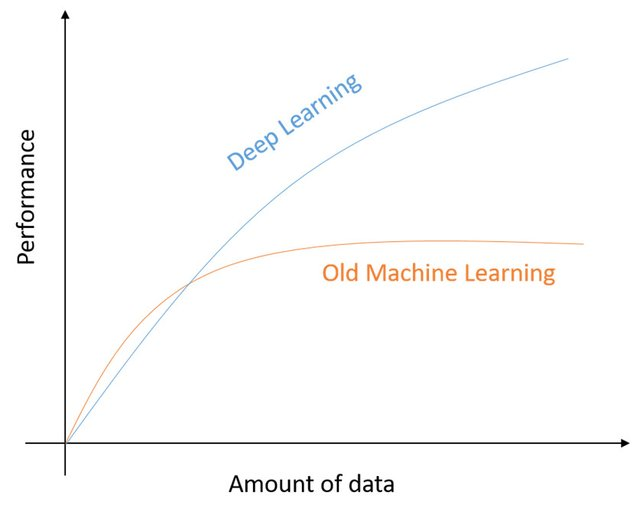 Deep Learning
Performance
Old Machine Learning
Amount of data